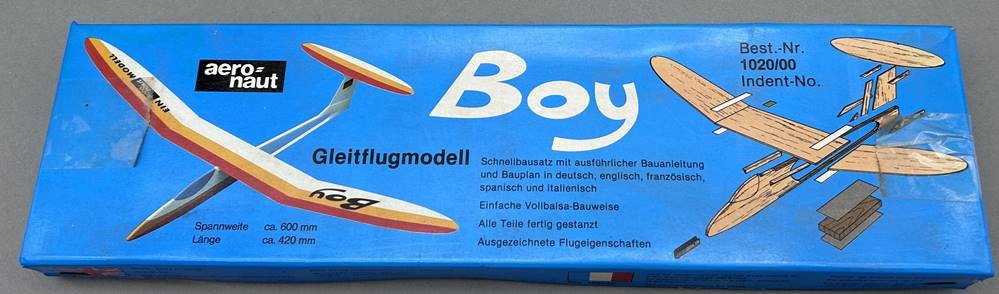 EIN
MODELL
aero=
naut
Boy
Best.-Nr.
1020/00
Indent-No.
Gleitflugmodell
Schnellbausatz mit ausführlicher Bauanleitung
und Bauplan in deutsch, englisch, französisch,
spanisch und italienisch
Einfache Vollbalsa-Bauweise
Alle Teile fertig gestanzt
Ausgezeichnete Flugeigenschaften
Boy
Spannweite ca. 600 mm
Länge ca. 420 mm